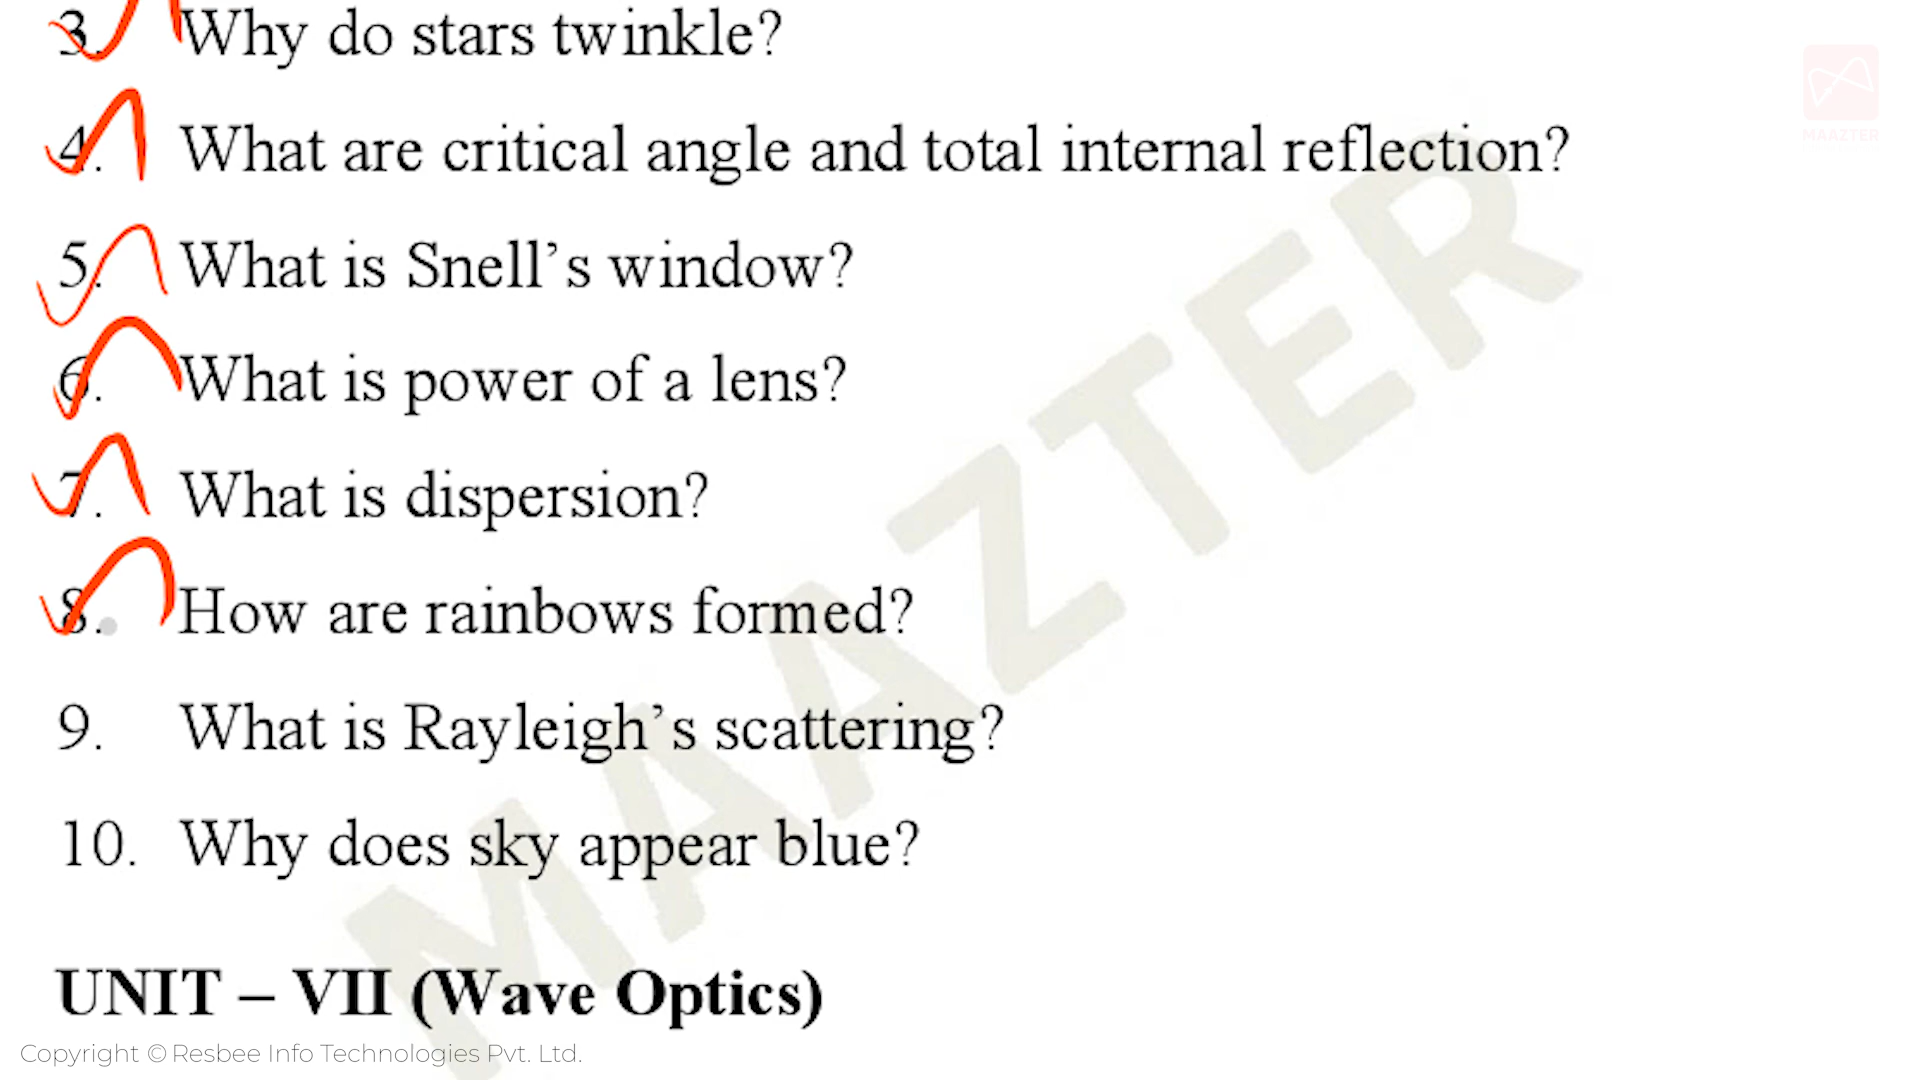 3. Why do stars twinkle?
MAAZTER
4. What are critical angle and total internal reflection?
5. What is Snell’s window?
6. What is power of a lens?
7. What is dispersion?
8. How are rainbows formed?
9. What is Rayleigh’s scattering?
10. Why does sky appear blue?
MAAZTER
UNIT – VII (Wave Optics)
Copyright © Resbee Info Technologies Pvt. Ltd.